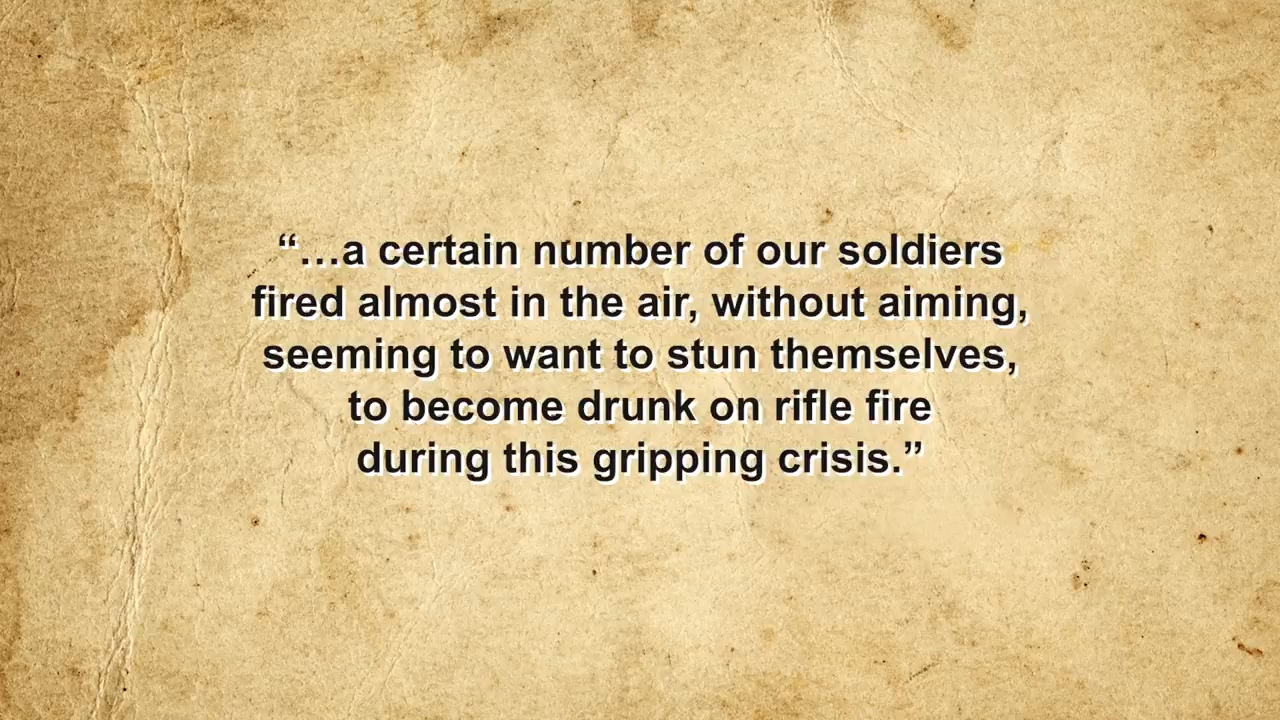 “…a certain number of our soldiers
fired almost in the air, without aiming,
seeming to want to stun themselves,
to become drunk on rifle fire
during this gripping crisis.”